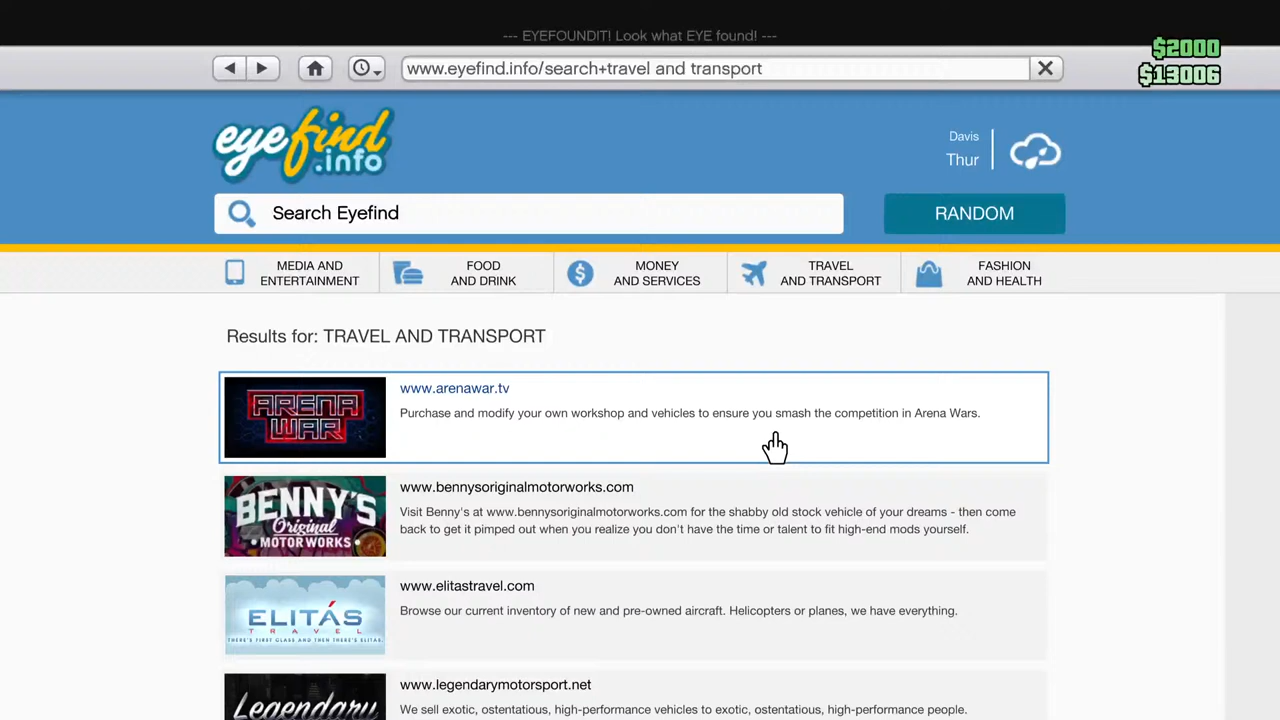 --- EYEFOUNDIT! Look what EYE found! ---
$2000
$13006
www.eyefind.info/search+travel and transport
eyefind
.info
Davis
Thur
Search Eyefind
RANDOM
MEDIA AND
ENTERTAINMENT
FOOD
AND DRINK
MONEY
AND SERVICES
TRAVEL
AND TRANSPORT
FASHION
AND HEALTH
Results for: TRAVEL AND TRANSPORT
ARENA
WAR
www.arenawar.tv
Purchase and modify your own workshop and vehicles to ensure you smash the competition in Arena Wars.
BENNY'S
Original
MOTOR WORKS
www.bennysoriginalmotorworks.com
Visit Benny's at www.bennysoriginalmotorworks.com for the shabby old stock vehicle of your dreams - then come
back to get it pimped out when you realize you don't have the time or talent to fit high-end mods yourself.
ELITÁS
TRAVEL
THERE'S FIRST CLASS AND THEN THERE'S ELITAS.
www.elitastravel.com
Browse our current inventory of new and pre-owned aircraft. Helicopters or planes, we have everything.
Legendary
www.legendarymotorsport.net
We sell exotic, ostentatious, high-performance vehicles to exotic, ostentatious, high-performance people.